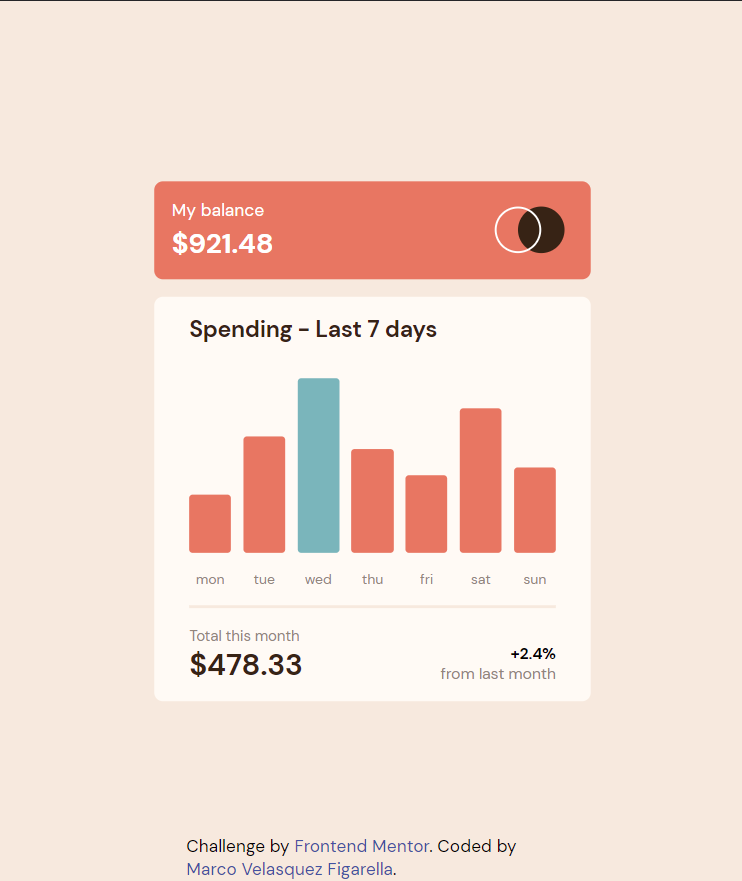 My balance
$921.48
Spending - Last 7 days
mon tue wed thu fri sat sun
Total this month
$478.33
+2.4%
from last month
Challenge by Frontend Mentor. Coded by
Marco Velasquez Figarella.